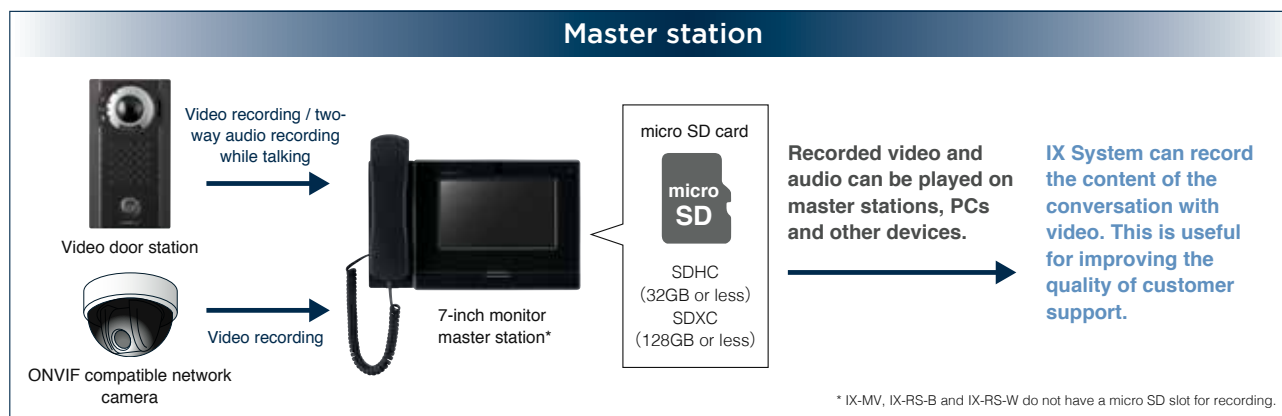 Master station
Video recording / two-
way audio recording
while talking
Video door station
Video recording
ONVIF compatible network
camera
7-inch monitor
master station*
micro SD card
micro
SD
SDHC
(32GB or less)
SDXC
(128GB or less)
Recorded video and
audio can be played on
master stations, PCs
and other devices.
IX System can record
the content of the
conversation with
video. This is useful
for improving the
quality of customer
support.
* IX-MV, IX-RS-B and IX-RS-W do not have a micro SD slot for recording.